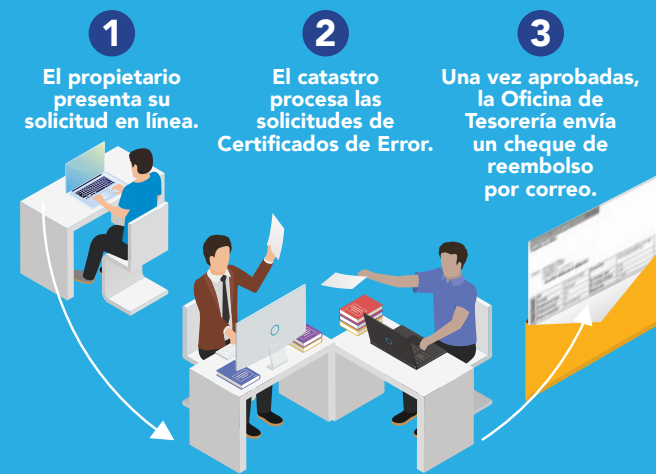 1
El propietario
presenta su
solicitud en línea.
2
El catastro
procesa las
solicitudes de
Certificados de Error.
3
Una vez aprobadas,
la Oficina de
Tesorería envía
un cheque de
reembolso
por correo.